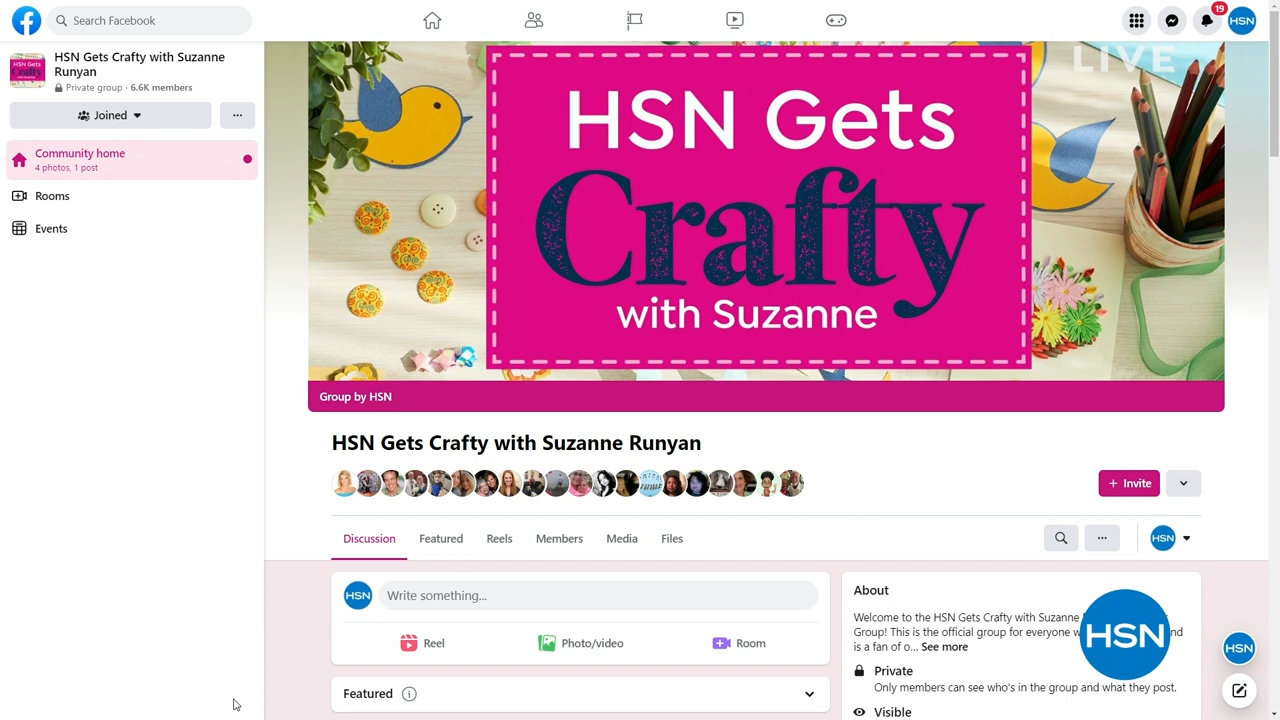 Search Facebook
19
HSN
HSN Gets Crafty with Suzanne
Runyan
Private group · 6.6K members
Joined
Community home
4 photos, 1 post
Rooms
Events
LIVE
HSN Gets
Crafty
with Suzanne
Group by HSN
HSN Gets Crafty with Suzanne Runyan
+ Invite
Discussion
Featured
Reels
Members
Media
Files
HSN
HSN
Write something...
Reel
Photo/video
Room
Featured
About
Welcome to the HSN Gets Crafty with Suzanne
Group! This is the official group for everyone
is a fan of o... See more
HSN
HSN
Private
Only members can see who's in the group and what they post.
Visible